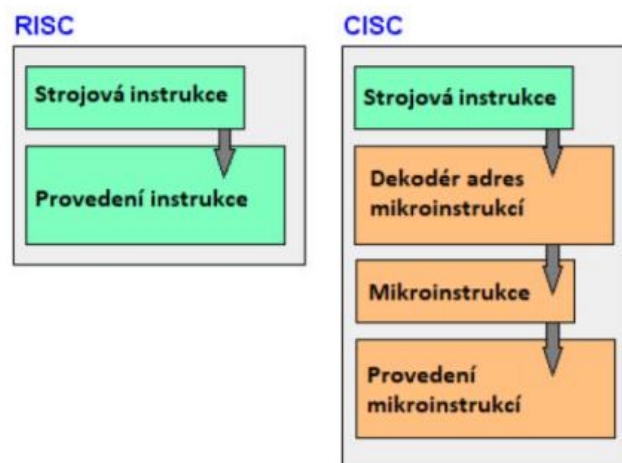 RISC
Strojová instrukce
Provedení instrukce
CISC
Strojová instrukce
Dekodér adres
mikroinstrukcí
Mikroinstrukce
Provedení
mikroinstrukcí